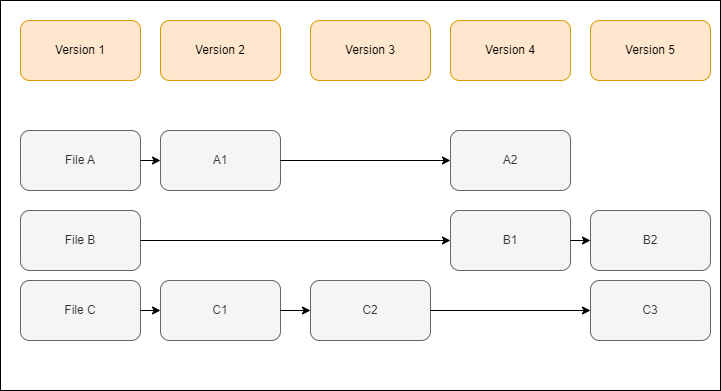 Version 1
Version 2
Version 3
Version 4
Version 5
File A
A1
A2
File B
B1
B2
File C
C1
C2
C3